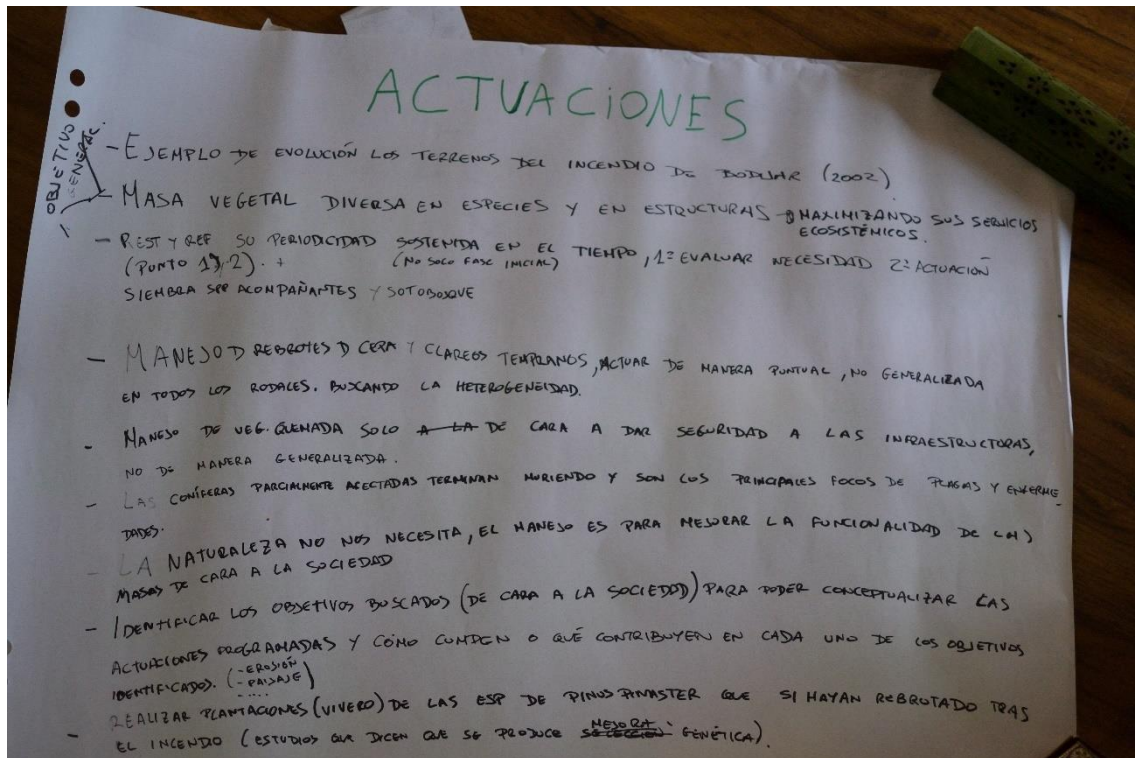 ACTUACIONES
OBJETIVO
GENERAL.
- EJEMPLO DE EVOLUCIÓN LOS TERRENOS DEL INCENDIO DE (2002)
- MASA VEGETAL DIVERSA EN ESPECIES Y EN ESTRUCTURAS → MAXIMIZANDO SUS SERVICIOS
ECOSISTÉMICOS.
- REST Y REF SU PERIODICIDAD SOSTENIDA EN EL TIEMPO, 1º EVALUAR NECESIDAD 2º ACTUACIÓN
(PUNTO 1), 2). + (NO SOLO FASE INICIAL)
SIEMBRA SPP ACOMPAÑANTES Y SOTOBOSQUE
- MANEJO D REBROTES D CEPA Y CLAREOS TEMPRANOS, ACTUAR DE MANERA PUNTUAL, NO GENERALIZADA
EN TODOS LOS RODALES. BUSCANDO LA HETEROGENEIDAD.
- MANEJO DE VEG. QUEMADA SOLO A LA DE CARA A DAR SEGURIDAD A LAS INFRAESTRUCTURAS,
NO DE MANERA GENERALIZADA.
- LAS CONÍFERAS PARCIALMENTE AFECTADAS TERMINAN MURIENDO Y SON LOS PRINCIPALES FOCOS DE PLAGAS Y ENFERME
DADES.
- LA NATURALEZA NO NOS NECESITA, EL MANEJO ES PARA MEJORAR LA FUNCIONALIDAD DE LAS
MASAS DE CARA A LA SOCIEDAD
- IDENTIFICAR LOS OBJETIVOS BUSCADOS (DE CARA A LA SOCIEDAD) PARA PODER CONCEPTUALIZAR LAS
ACTUACIONES PROGRAMADAS Y CÓMO CUMPLEN O QUÉ CONTRIBUYEN EN CADA UNO DE LOS OBJETIVOS
IDENTIFICADOS. (- EROSIÓN
- PAISAJE
....)
- REALIZAR PLANTACIONES (VIVERO) DE LAS ESP DE PINUS PINASTER QUE SI HAYAN REBROTADO TRAS
EL INCENDIO (ESTUDIOS QUE DICEN QUE SE PRODUCE SELECCIÓN MEJORA GENÉTICA).